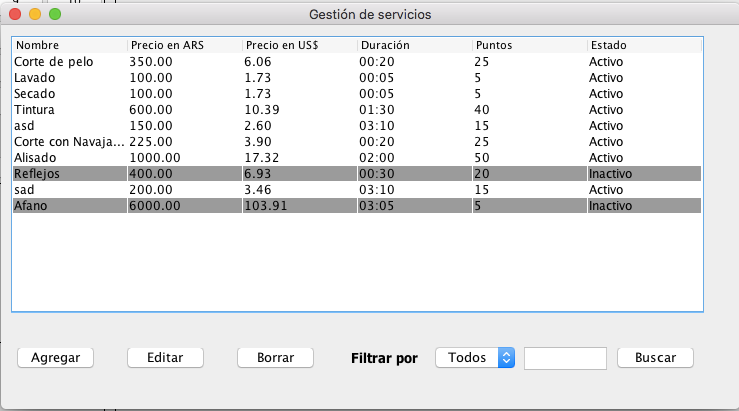 Gestión de servicios
Nombre Precio en ARS Precio en US$ Duración Puntos Estado
Corte de pelo 350.00 6.06 00:20 25 Activo
Lavado 100.00 1.73 00:05 5 Activo
Secado 100.00 1.73 00:05 5 Activo
Tintura 600.00 10.39 01:30 40 Activo
asd 150.00 2.60 03:10 15 Activo
Corte con Navaja... 225.00 3.90 00:20 25 Activo
Alisado 1000.00 17.32 02:00 50 Activo
Reflejos 400.00 6.93 00:30 20 Inactivo
sad 200.00 3.46 03:10 15 Activo
Afano 6000.00 103.91 03:05 5 Inactivo
Agregar Editar Borrar Filtrar por Todos Buscar